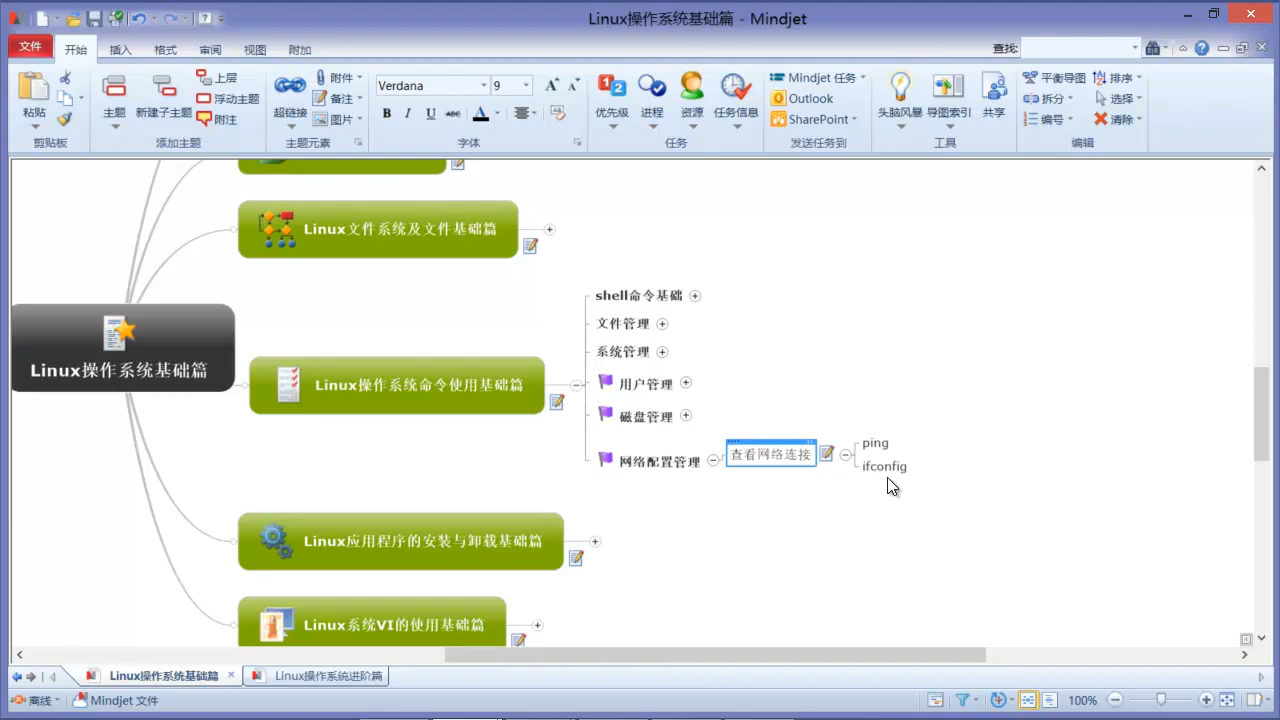 Linux操作系统基础篇 - Mindjet
文件
开始
插入
格式
审阅
视图
附加
查找:
粘贴
剪贴板
主题
新建子主题
上层
浮动主题
附注
添加主题
超链接
附件
备注
图片
主题元素
Verdana
9
B I U abc A
字体
优先级
进程
资源
任务信息
任务
Mindjet 任务
Outlook
SharePoint
发送任务到
头脑风暴
导图索引
共享
工具
平衡导图
拆分
编号
排序
选择
清除
编辑
Linux文件系统及文件基础篇
shell命令基础
文件管理
系统管理
用户管理
磁盘管理
网络配置管理
查看网络连接
ping
ifconfig
Linux操作系统基础篇
Linux操作系统命令使用基础篇
Linux应用程序的安装与卸载基础篇
Linux系统VI的使用基础篇
Linux操作系统基础篇
Linux操作系统进阶篇
离线
Mindjet 文件
100%